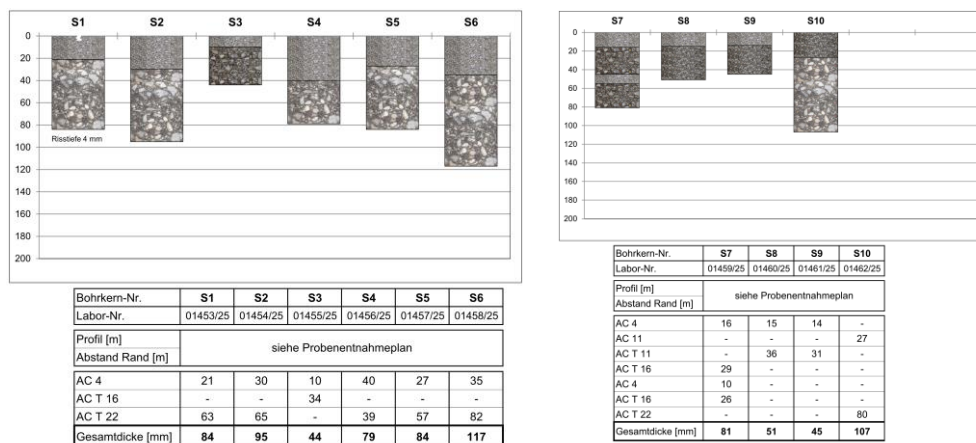 S1 S2 S3 S4 S5 S6
0
20
40
60
80
100
120
140
160
180
200
Risstiefe 4 mm
Bohrkern-Nr. S1 S2 S3 S4 S5 S6
Labor-Nr. 01453/25 01454/25 01455/25 01456/25 01457/25 01458/25
Profil [m]
Abstand Rand [m]
siehe Probenentnahmeplan
AC 4 21 30 10 40 27 35
AC T 16 - - 34 - - -
AC T 22 63 65 - 39 57 82
Gesamtdicke [mm] 84 95 44 79 84 117
S7 S8 S9 S10
0
20
40
60
80
100
120
140
160
180
200
Bohrkern-Nr. S7 S8 S9 S10
Labor-Nr. 01459/25 01460/25 01461/25 01462/25
Profil [m]
Abstand Rand [m]
siehe Probenentnahmeplan
AC 4 16 15 14 -
AC 11 - - - 27
AC T 11 - 36 31 -
AC T 16 29 - - -
AC 4 10 - - -
AC T 16 26 - - -
AC T 22 - - - 80
Gesamtdicke [mm] 81 51 45 107